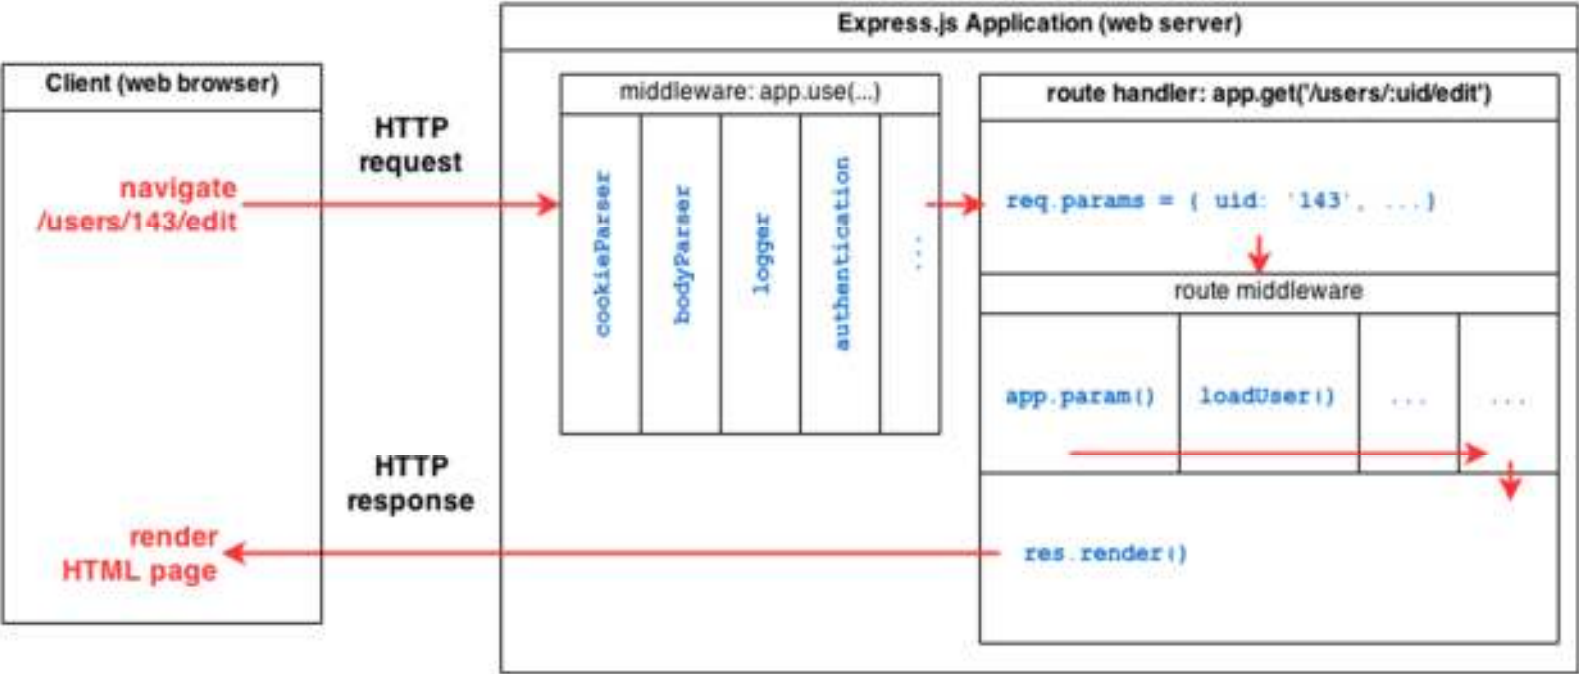 Express.js Application (web server)
Client (web browser)
navigate
/users/143/edit
HTTP
request
middleware: app.use(...)
cookieParser
bodyParser
logger
authentication
...
route handler: app.get('/users/:uid/edit')
req.params = { uid: '143', ...}
route middleware
app.param()
loadUser()
...
...
res.render()
HTTP
response
render
HTML page